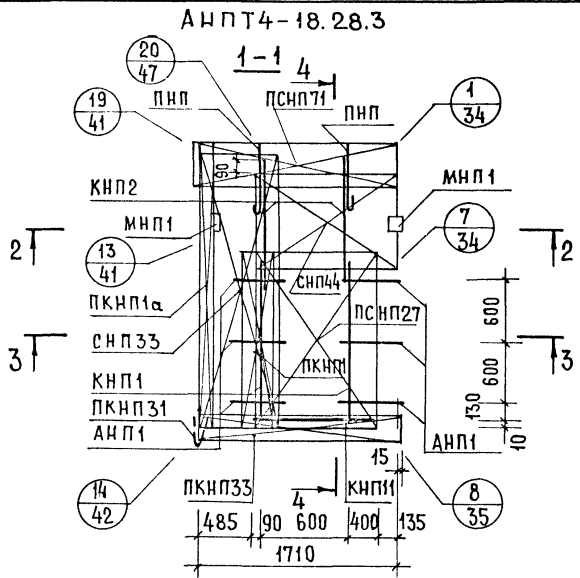 АНПТ4-18.28.3
1-1
20
47
4
ПНП
ПСНП71
ПНП
1
34
19
41
90
КНП2
МНП1
МНП1
7
34
2
2
13
41
СНП44
ПКНП1а
ПСНП27
600
СНП33
3
3
ПКНП1
600
КНП1
ПКНП31
130
АНП1
АНП1
10
15
14
42
ПКНП33
4
КНП11
8
35
485
90
600
400
135
1710